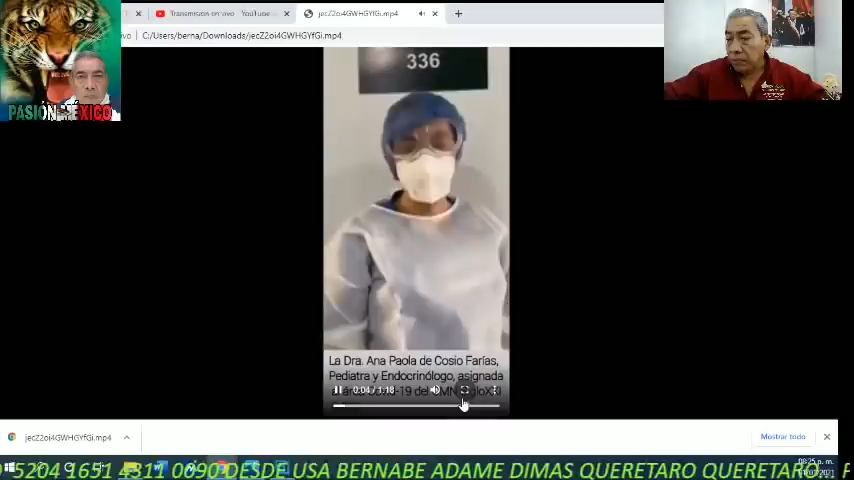 Transmision en vivo - YouTube
jecZ2oi4GWHGYfGi.mp4
C:/Users/berna/Downloads/jecZ2oi4GWHGYfGi.mp4
PASIÓN MÉXICO
336
La Dra. Ana Paola de Cosio Farías,
Pediatra y Endocrinólogo, asignada
0:04 / 1:18
jecZ2oi4GWHGYfGi.mp4
Mostrar todo
5204 1651 4311 0090 DESDE USA BERNABE ADAME DIMAS QUERETARO QUERETARO